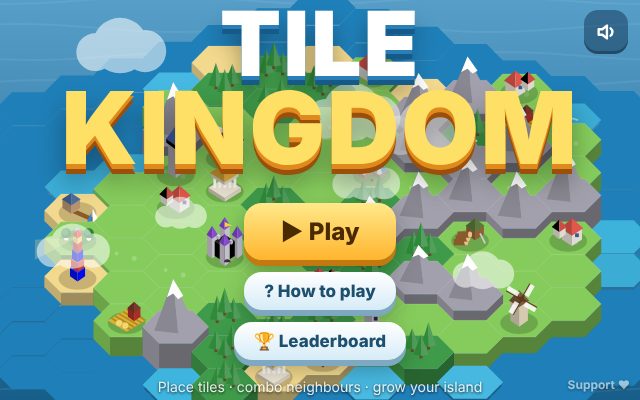 TILE
KINGDOM
▶ Play
? How to play
🏆 Leaderboard
Place tiles · combo neighbours · grow your island
Support ♥